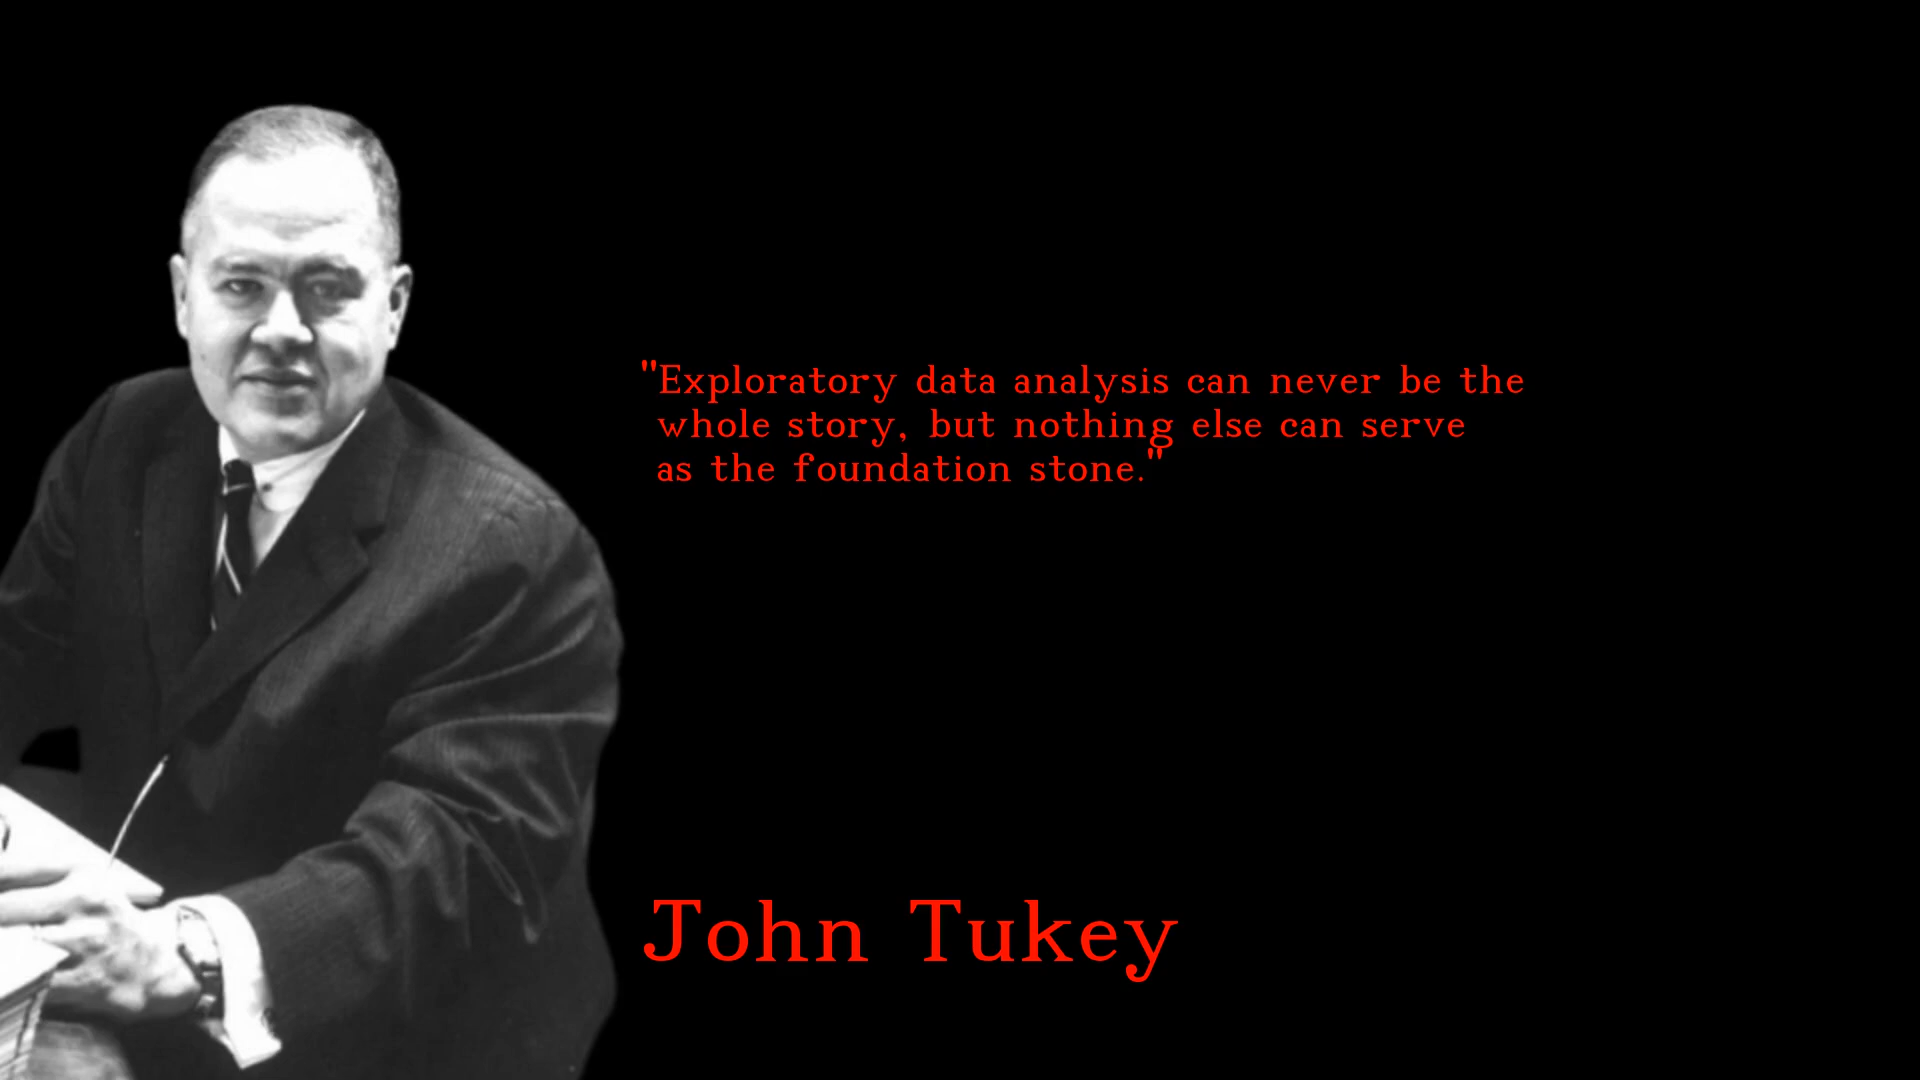 "Exploratory data analysis can never be the
whole story, but nothing else can serve
as the foundation stone."
John Tukey